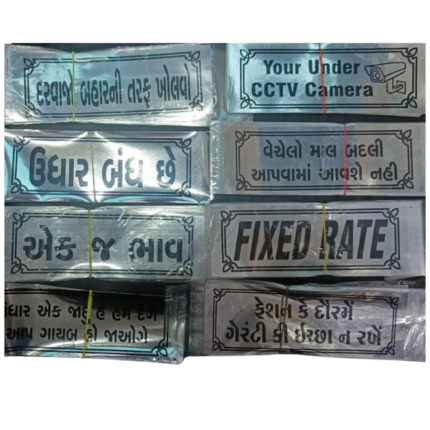 દરવાજો બહારની તરફ ખોલવો
Your Under
CCTV Camera
ઉધાર બંધ છે
વેચેલો માલ બદલી
આપવામાં આવશે નહી
એક જ ભાવ
FIXED RATE
ઉધાર એક જાદુ હૈ હમ દેંગે
આપ ગાયબ હો જાઓગે
ફેશન કે દૌરમેં
ગેરંટી કી ઈચ્છા ન રખેં